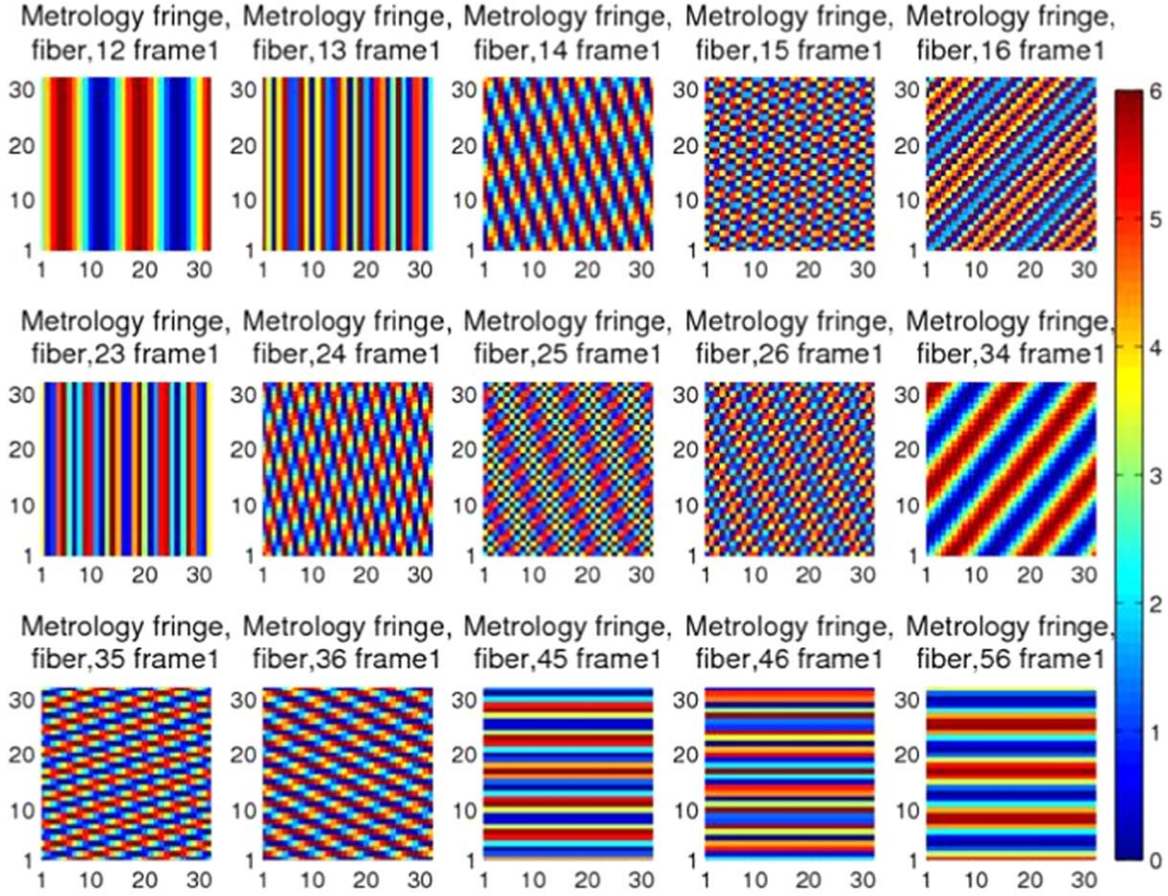 Metrology fringe, Metrology fringe, Metrology fringe, Metrology fringe, Metrology fringe,
fiber,12 frame1 fiber,13 frame1 fiber,14 frame1 fiber,15 frame1 fiber,16 frame1
30 30 30 30 30 6
20 20 20 20 20
10 10 10 10 10 5
1 1 1 1 1
1 10 20 30 1 10 20 30 1 10 20 30 1 10 20 30 1 10 20 30
Metrology fringe, Metrology fringe, Metrology fringe, Metrology fringe, Metrology fringe,
fiber,23 frame1 fiber,24 frame1 fiber,25 frame1 fiber,26 frame1 fiber,34 frame1 4
30 30 30 30 30
20 20 20 20 20 3
10 10 10 10 10
1 1 1 1 1
1 10 20 30 1 10 20 30 1 10 20 30 1 10 20 30 1 10 20 30
2
Metrology fringe, Metrology fringe, Metrology fringe, Metrology fringe, Metrology fringe,
fiber,35 frame1 fiber,36 frame1 fiber,45 frame1 fiber,46 frame1 fiber,56 frame1
30 30 30 30 30
20 20 20 20 20 1
10 10 10 10 10
1 1 1 1 1 0
1 10 20 30 1 10 20 30 1 10 20 30 1 10 20 30 1 10 20 30